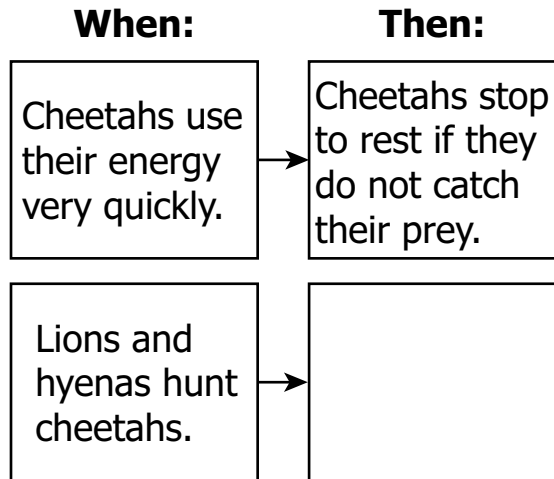 When:
Then:
Cheetahs use
their energy
very quickly.
Cheetahs stop
to rest if they
do not catch
their prey.
Lions and
hyenas hunt
cheetahs.